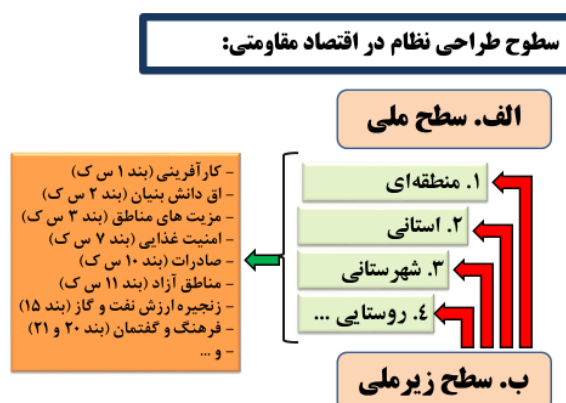 سطوح طراحی نظام در اقتصاد مقاومتی:
الف. سطح ملی
۱. منطقه‌ای
۲. استانی
۳. شهرستانی
۴. روستایی ...
ب. سطح زیرملی
- کارآفرینی (بند ۱ س ک)
- اق دانش بنیان (بند ۲ س ک)
- مزیت های مناطق (بند ۳ س ک)
- امنیت غذایی (بند ۷ س ک)
- صادرات (بند ۱۰ س ک)
- مناطق آزاد (بند ۱۱ س ک)
- زنجیره ارزش نفت و گاز (بند ۱۵)
- فرهنگ و گفتمان (بند ۲۰ و ۲۱)
- و ...